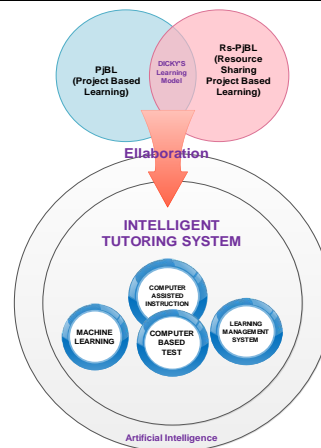 PjBL
(Project Based
Learning)
DICKY'S
Learning
Model
Rs-PjBL
(Resource
Sharing
Project Based
Learning)
Ellaboration
INTELLIGENT
TUTORING SYSTEM
COMPUTER
ASSISTED
INSTRUCTION
MACHINE
LEARNING
COMPUTER
BASED
TEST
LEARNING
MANAGEMENT
SYSTEM
Artificial Intelligence